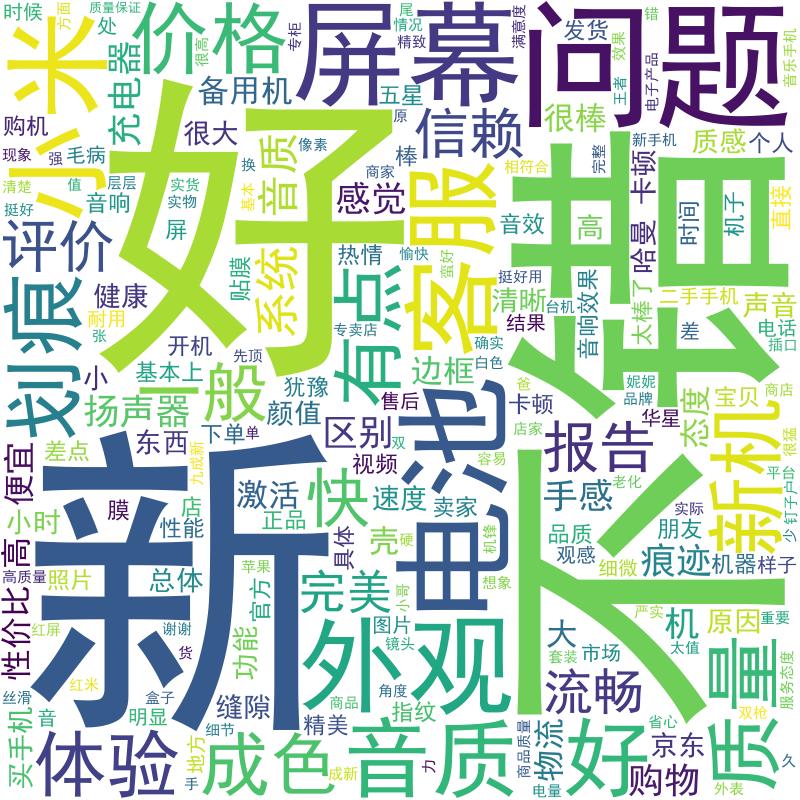 时候
质量保证
方面
处
小米
价格
很高
专柜
屏幕
尾
情况
精致
满意度
问题
发货
错
效果
王者
电子产品
音乐手机
充电器
备用机
五星
购机
很大
信赖
原
很棒
新手机
质感
个人
现象
强
毛病
好
音质
像素
棒
商家
相符合
完整
卡顿
清楚
值
层层
换
感觉
客服
不错
高
哈曼
时间
机子
直接
挺好
音响
实货
实物
基本
音效
评价
屏
系统
热情
愉快
蛮好
挺好用
太棒了
健康
贴膜
有点
清晰
台机
音响效果
二手手机
声音
耐用
张
划痕
开机
先顶
专卖店
结果
确实
差
电话
插口
小
基本上
犹豫
边框
白色
妮妮
品牌
宝贝
商店
一般
颜值
售后
电池
爸
卡顿
华星
态度
很猛
扬声器
下单
单
区别
双
店家
新机
差点
东西
九成新
视频
容易
报告
老化
平台
便宜
新
激活
快
速度
卖家
手感
实际
少
钉子户
小时
膜
店
正品
具体
壳
硬
机锋
品质
朋友
性能
观感
痕迹
机器
样子
高
高质量
照片
总体
苹果
官方
完美
小哥
想象
细微
严实
性价比
红屏
谢谢
图片
镜头
外观
大
机
原因
重要
货
功能
套装
市场
太值
质量
服务态度
丝滑
红米
盒子
缝隙
商品
角度
流畅
买手机
音
明显
细节
精美
指纹
双枪
省心
体验
地方
成色
音质
商品质量
物流
好
京东
手
成新
力
电量
购物
外表
久